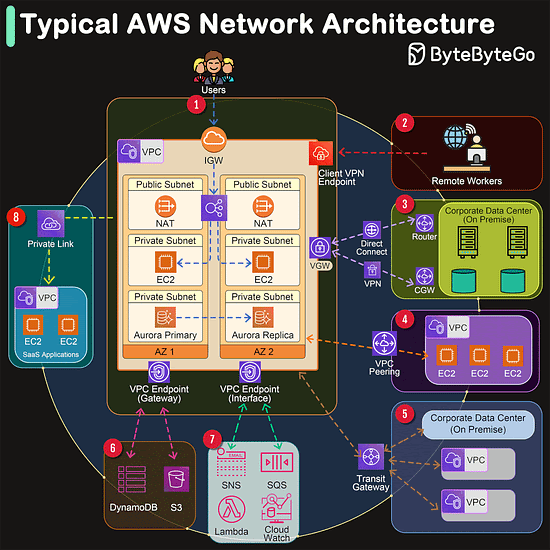 Typical AWS Network Architecture
ByteByteGo
Users
1
IGW
VPC
Client VPN
Endpoint
2
Remote Workers
Public Subnet
NAT
Public Subnet
NAT
Private Subnet
EC2
Private Subnet
EC2
Private Subnet
Aurora Primary
Private Subnet
Aurora Replica
AZ 1
AZ 2
VGW
Direct
Connect
VPN
3
Corporate Data Center
(On Premise)
Router
CGW
8
Private Link
VPC
EC2
EC2
SaaS Applications
4
VPC
VPC
Peering
EC2
EC2
EC2
VPC Endpoint
(Gateway)
VPC Endpoint
(Interface)
5
Corporate Data Center
(On Premise)
Transit
Gateway
VPC
VPC
6
DynamoDB
S3
7
EMAIL
SNS
SQS
Lambda
Cloud
Watch